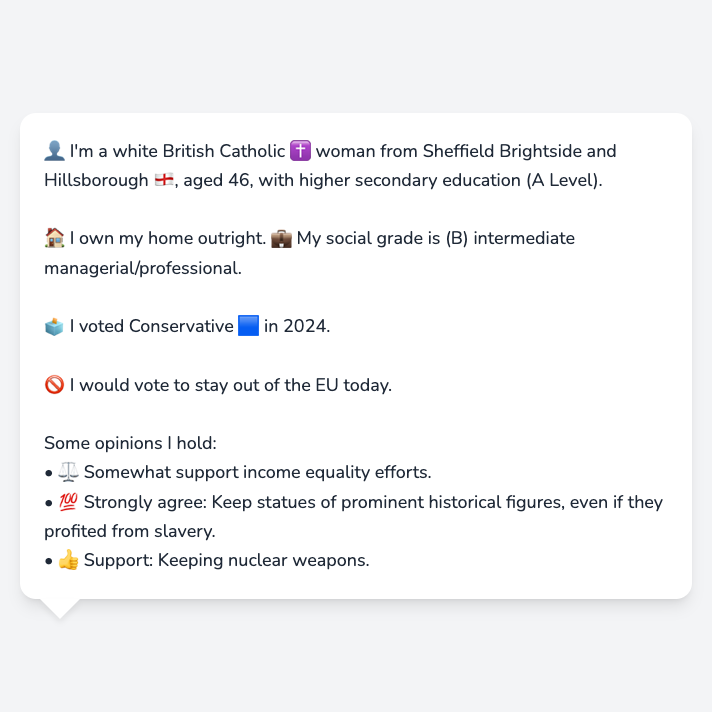 👤 I'm a white British Catholic ✝️ woman from Sheffield Brightside and
Hillsborough 🏴󠁧󠁢󠁥󠁮󠁧󠁿, aged 46, with higher secondary education (A Level).
🏠 I own my home outright. 💼 My social grade is (B) intermediate
managerial/professional.
🗳️ I voted Conservative 🟦 in 2024.
🚫 I would vote to stay out of the EU today.
Some opinions I hold:
• ⚖️ Somewhat support income equality efforts.
• 💯 Strongly agree: Keep statues of prominent historical figures, even if they
profited from slavery.
• 👍 Support: Keeping nuclear weapons.